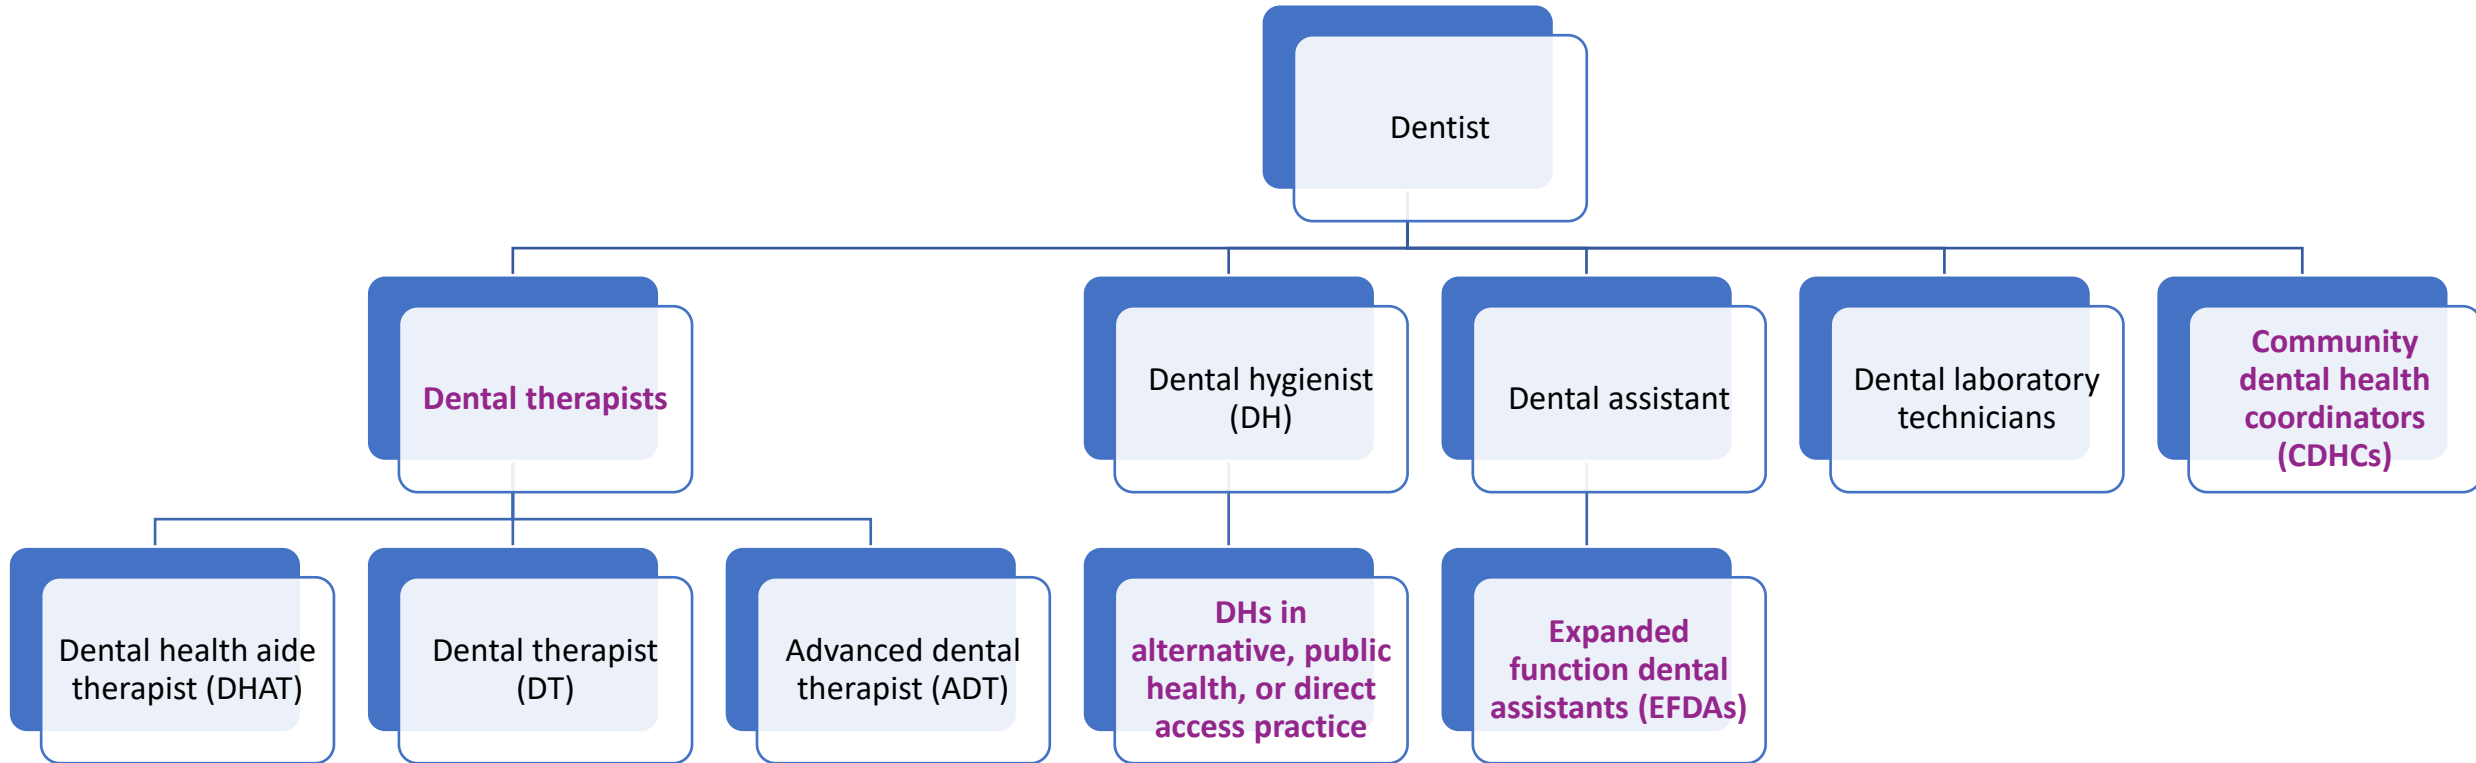 Dentist
Dental therapists
Dental hygienist
(DH)
Dental assistant
Dental laboratory
technicians
Community
dental health
coordinators
(CDHCs)
Dental health aide
therapist (DHAT)
Dental therapist
(DT)
Advanced dental
therapist (ADT)
DHs in
alternative, public
health, or direct
access practice
Expanded
function dental
assistants (EFDAs)